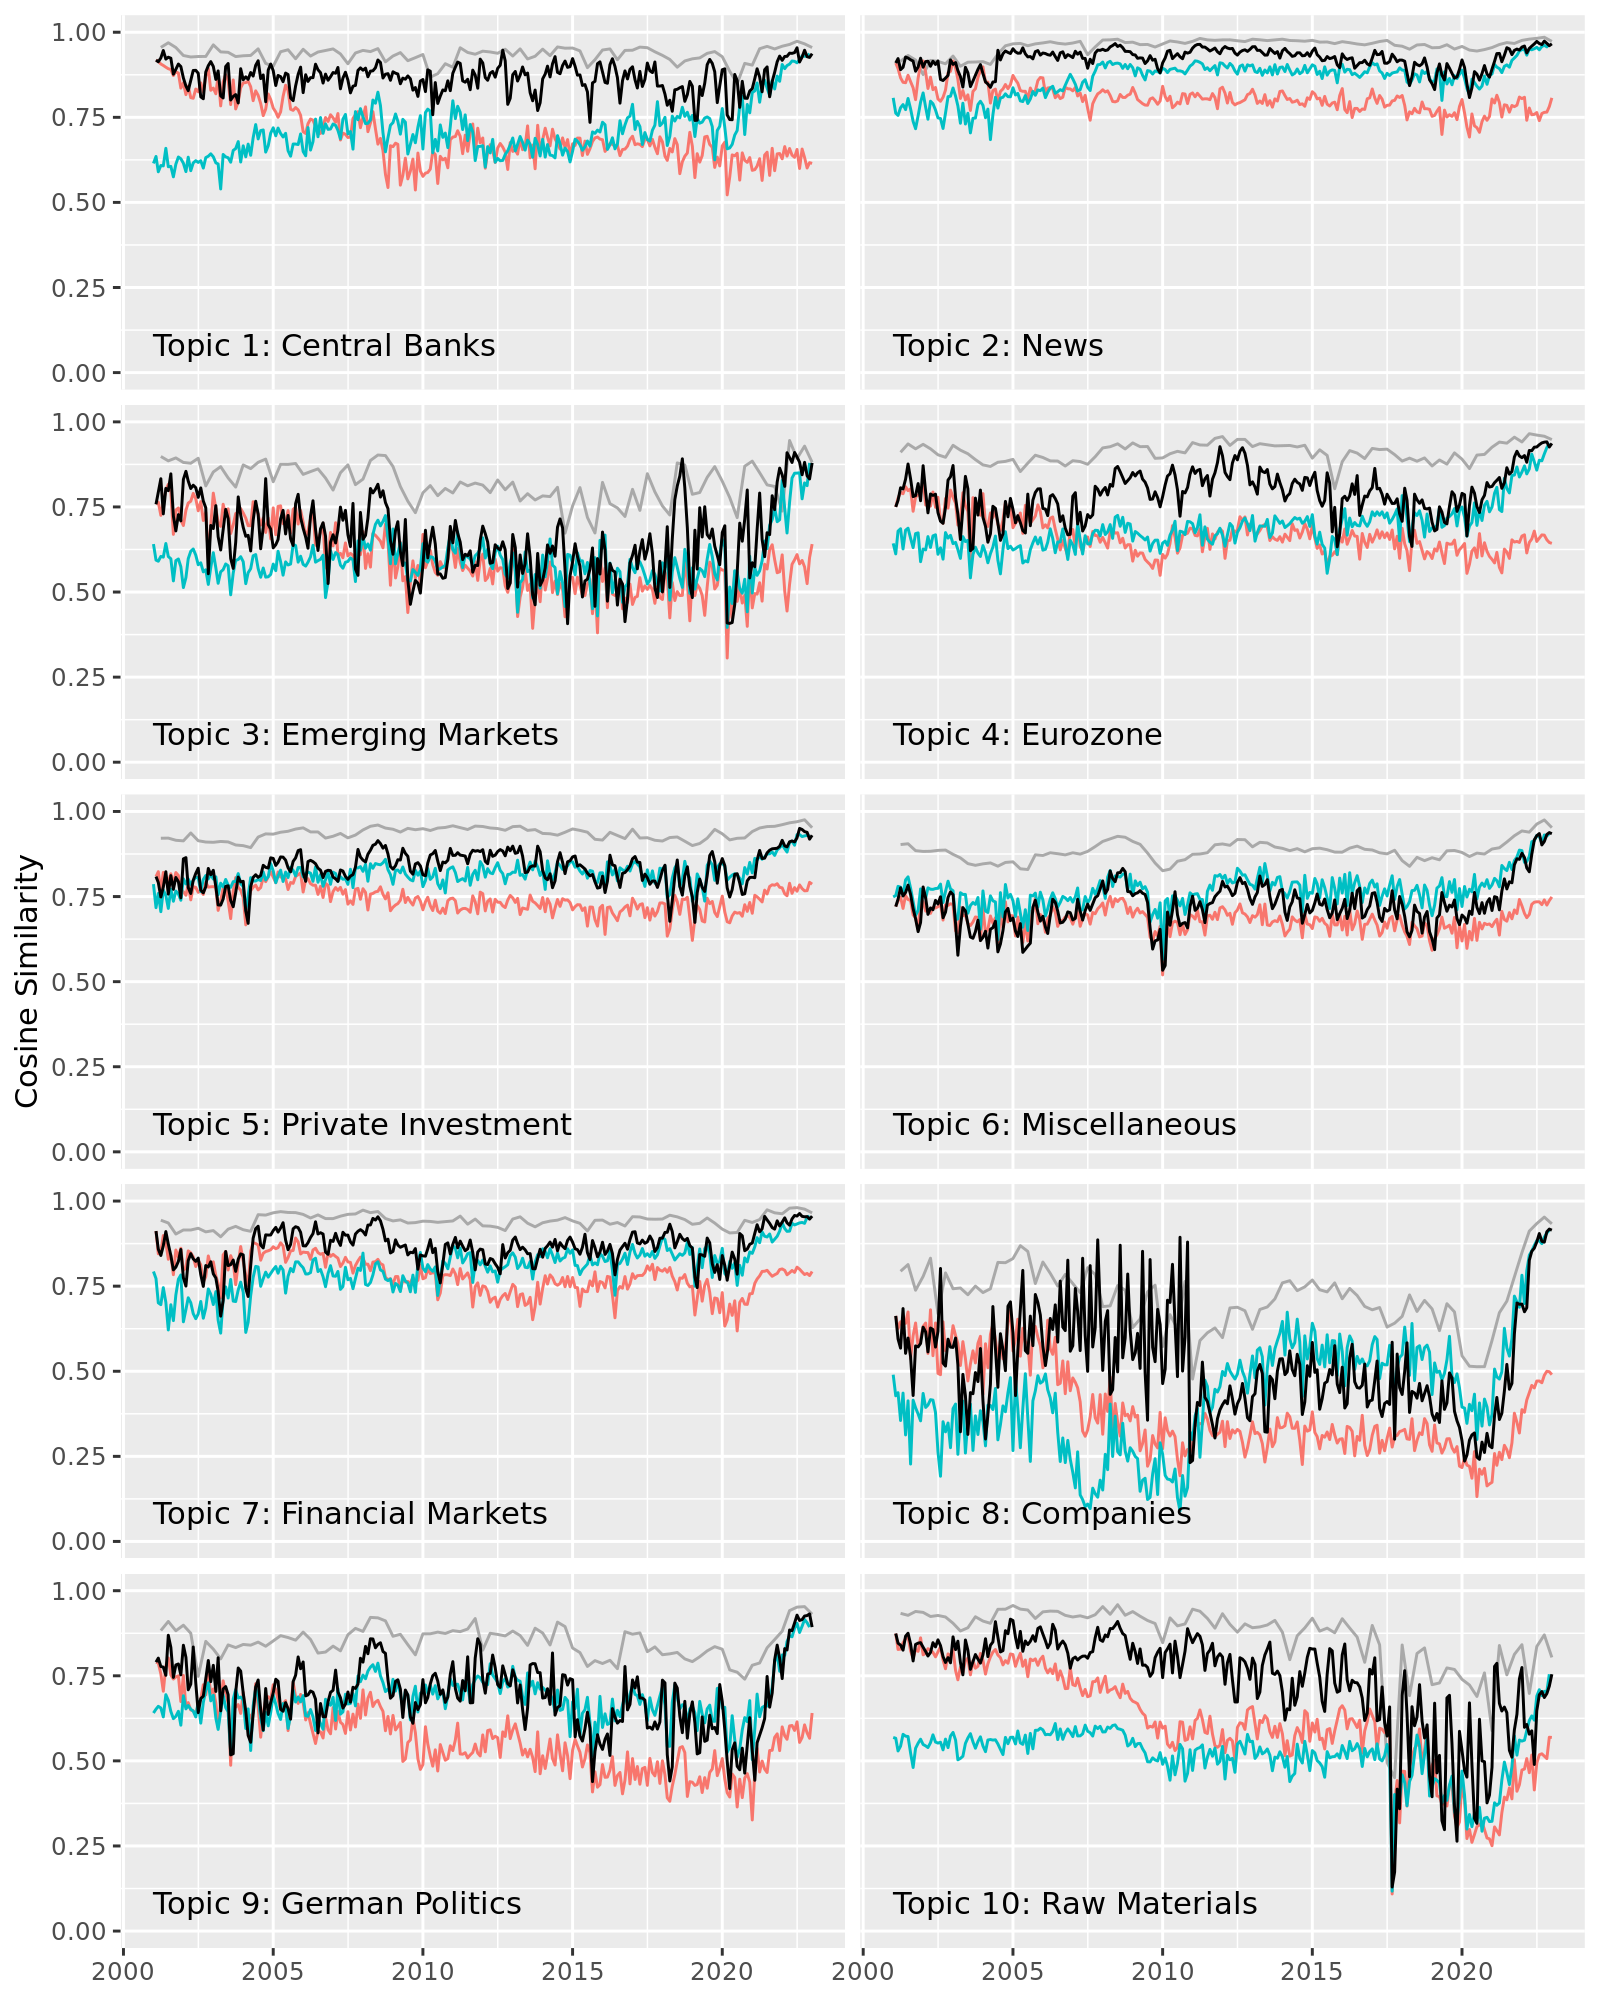 1.00
0.75
0.50
0.25
0.00
Topic 1: Central Banks
Topic 2: News
1.00
0.75
0.50
0.25
0.00
Topic 3: Emerging Markets
Topic 4: Eurozone
Cosine Similarity
1.00
0.75
0.50
0.25
0.00
Topic 5: Private Investment
Topic 6: Miscellaneous
1.00
0.75
0.50
0.25
0.00
Topic 7: Financial Markets
Topic 8: Companies
1.00
0.75
0.50
0.25
0.00
Topic 9: German Politics
Topic 10: Raw Materials
2000 2005 2010 2015 2020 2000 2005 2010 2015 2020